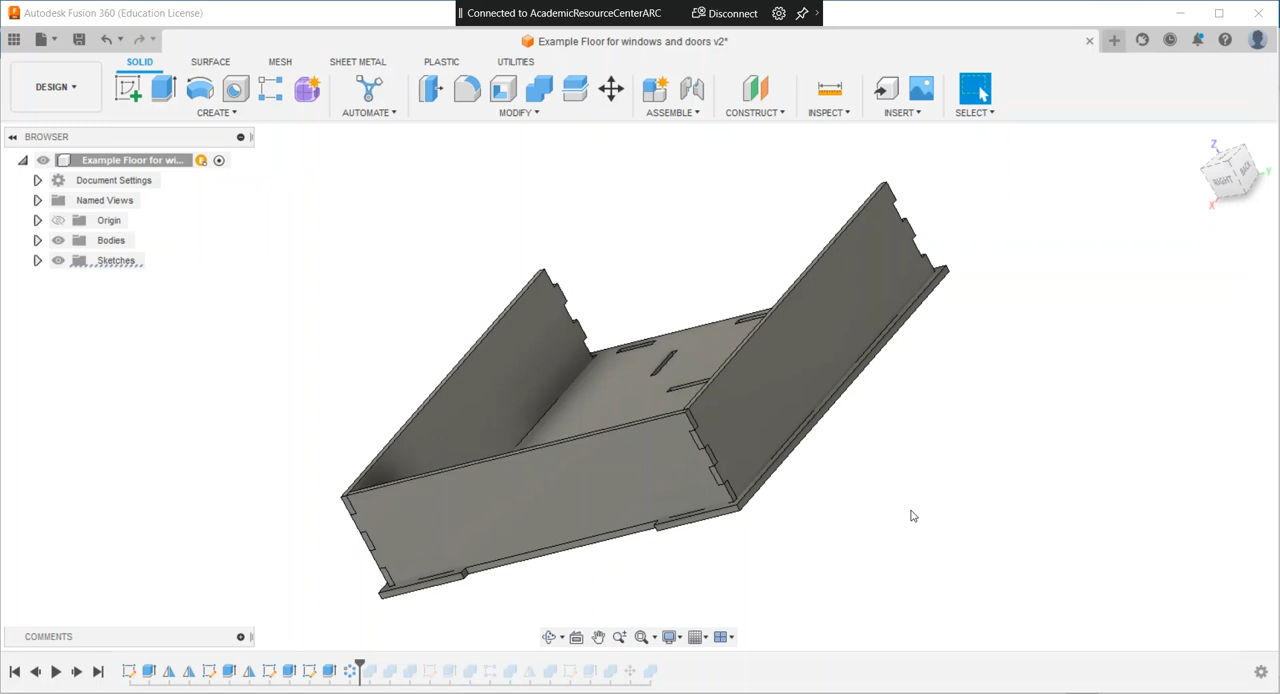 Autodesk Fusion 360 (Education License)
Connected to AcademicResourceCenterARC
Disconnect
Example Floor for windows and doors v2*
DESIGN
SOLID
SURFACE
MESH
SHEET METAL
PLASTIC
UTILITIES
CREATE
AUTOMATE
MODIFY
ASSEMBLE
CONSTRUCT
INSPECT
INSERT
SELECT
BROWSER
Example Floor for wi...
Document Settings
Named Views
Origin
Bodies
Sketches
Z
Y
X
RIGHT
BACK
COMMENTS